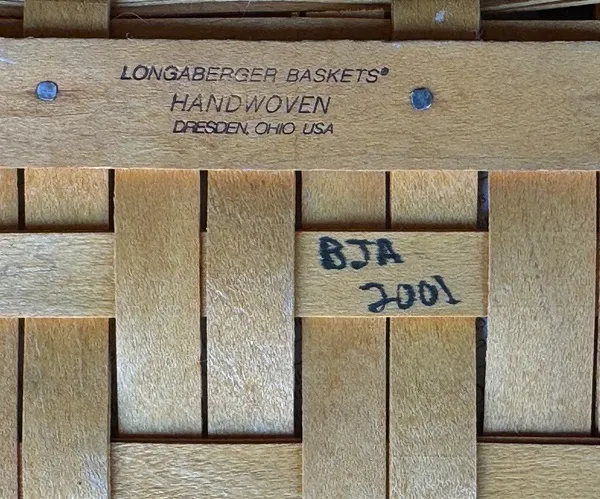 LONGABERGER BASKETS®
HANDWOVEN
DRESDEN, OHIO USA
BJA
2001